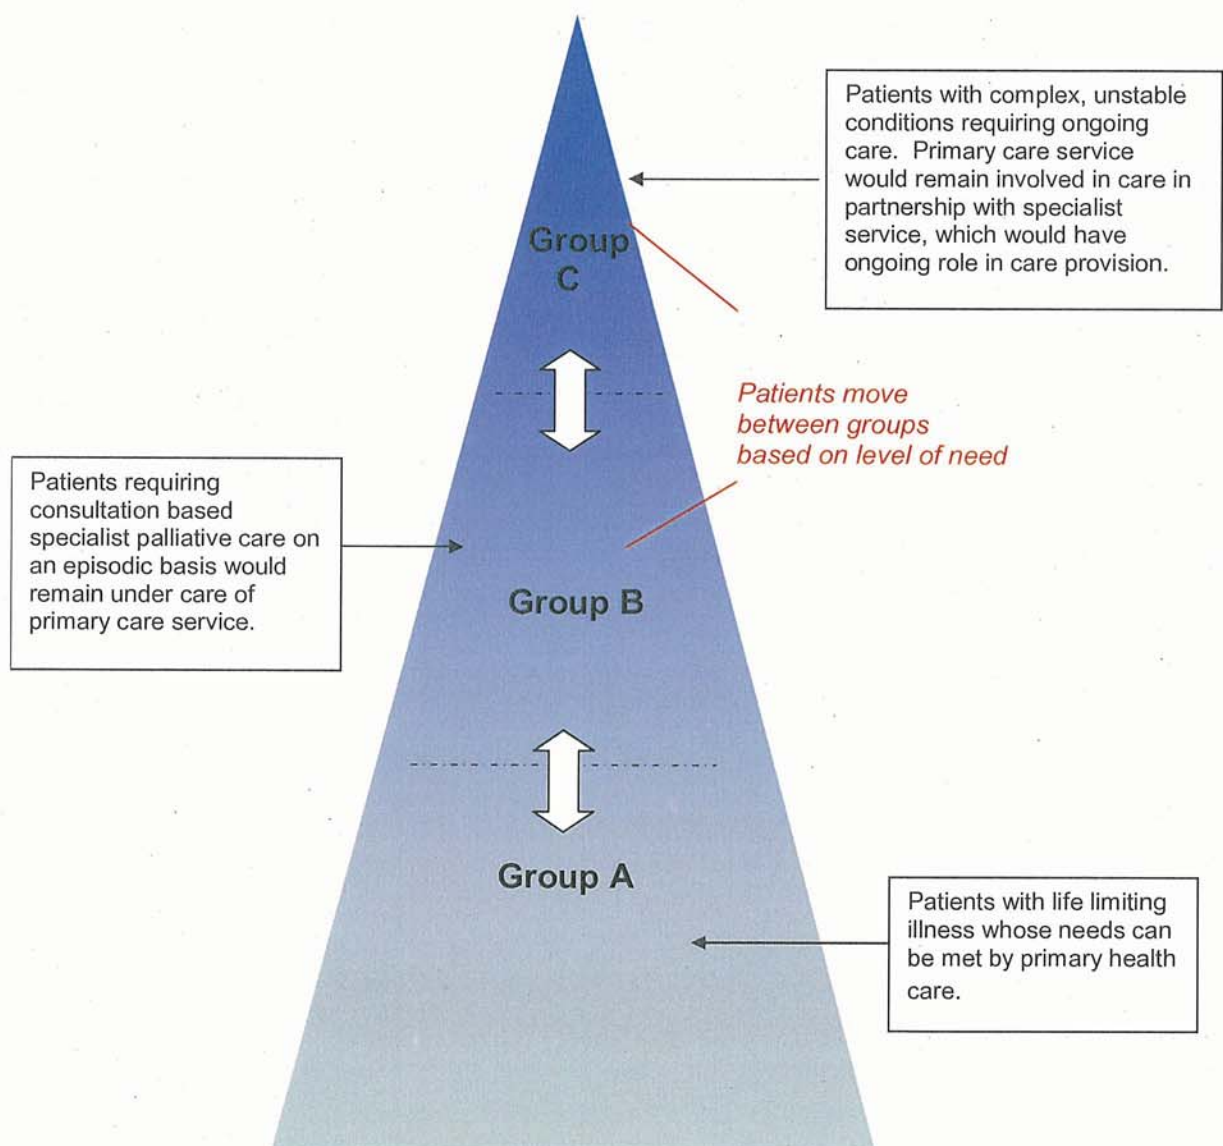 Patients with complex, unstable
conditions requiring ongoing
care.  Primary care service
would remain involved in care in
partnership with specialist
service, which would have
ongoing role in care provision.
Group
C
Patients move
between groups
based on level of need
Patients requiring
consultation based
specialist palliative care on
an episodic basis would
remain under care of
primary care service.
Group B
Group A
Patients with life limiting
illness whose needs can
be met by primary health
care.